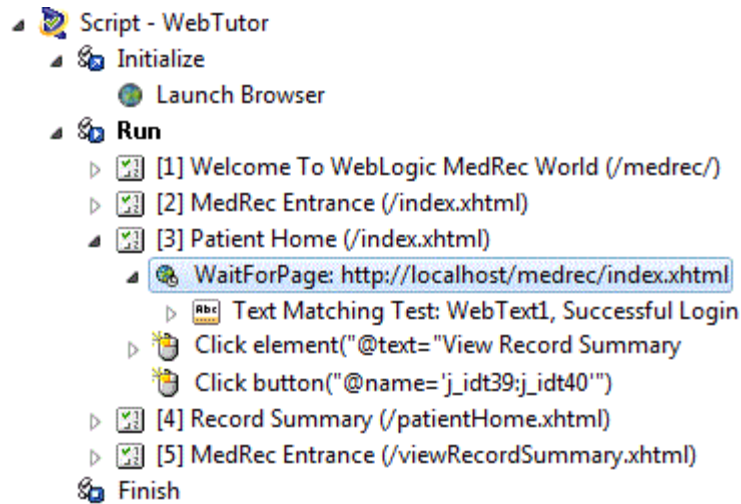 Script - WebTutor
Initialize
Launch Browser
Run
[1] Welcome To WebLogic MedRec World (/medrec/)
[2] MedRec Entrance (/index.xhtml)
[3] Patient Home (/index.xhtml)
WaitForPage: http://localhost/medrec/index.xhtml
Abc Text Matching Test: WebText1, Successful Login
Click element("@text="View Record Summary
Click button("@name='j_idt39:j_idt40'")
[4] Record Summary (/patientHome.xhtml)
[5] MedRec Entrance (/viewRecordSummary.xhtml)
Finish